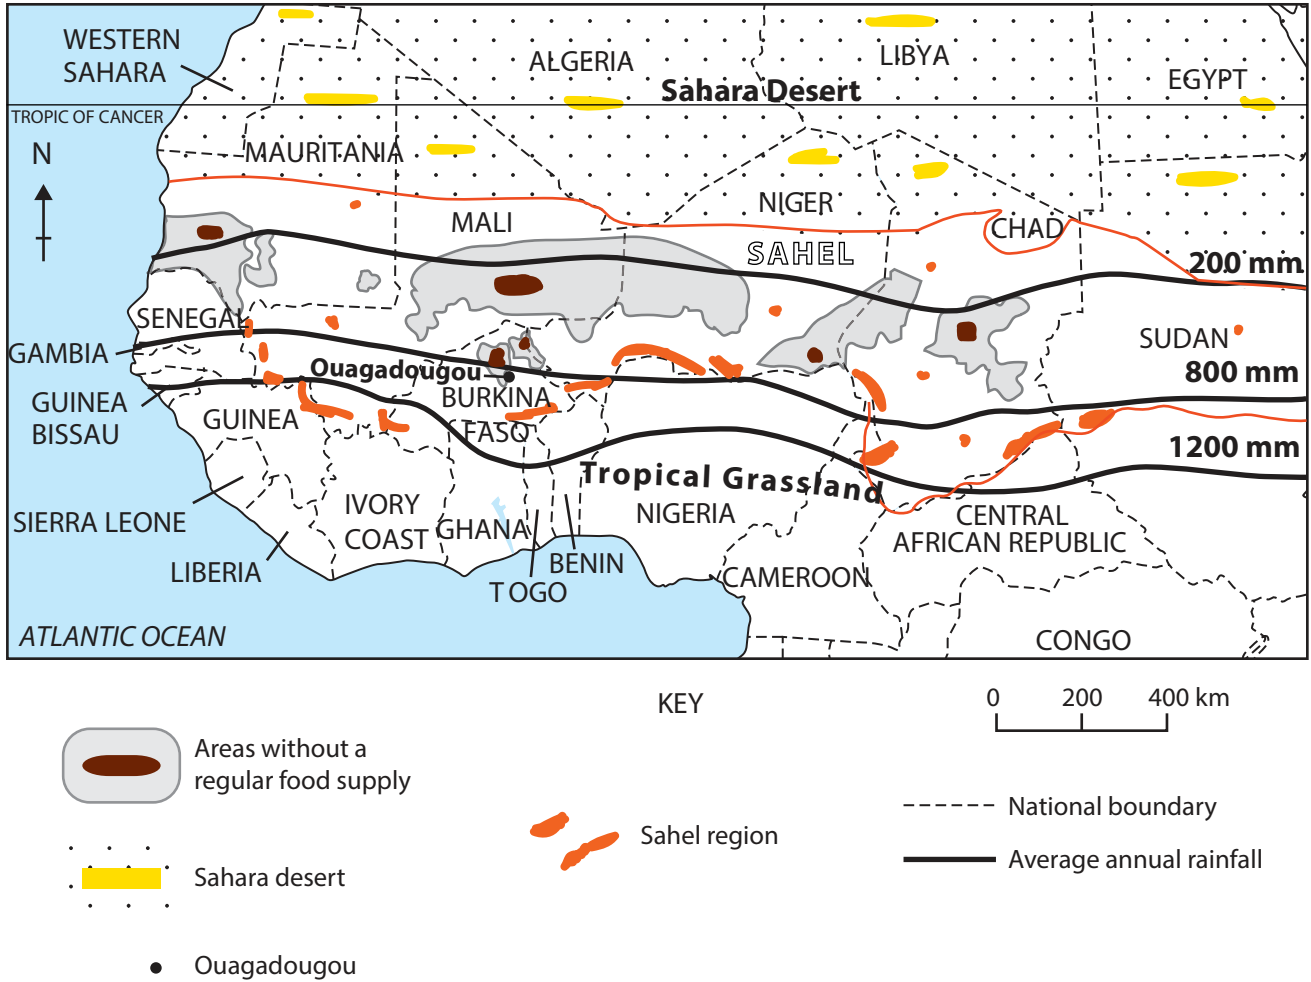 WESTERN
SAHARA
ALGERIA
LIBYA
EGYPT
Sahara Desert
TROPIC OF CANCER
N
MAURITANIA
MALI
NIGER
CHAD
SAHEL
200 mm
SENEGAL
SUDAN
GAMBIA
Ouagadougou
800 mm
BURKINA
FASO
GUINEA
BISSAU
GUINEA
1200 mm
Tropical Grassland
SIERRA LEONE
IVORY
COAST
GHANA
NIGERIA
CENTRAL
AFRICAN REPUBLIC
LIBERIA
BENIN
TOGO
CAMEROON
ATLANTIC OCEAN
CONGO
KEY
0 200 400 km
Areas without a
regular food supply
National boundary
Sahel region
Average annual rainfall
Sahara desert
Ouagadougou